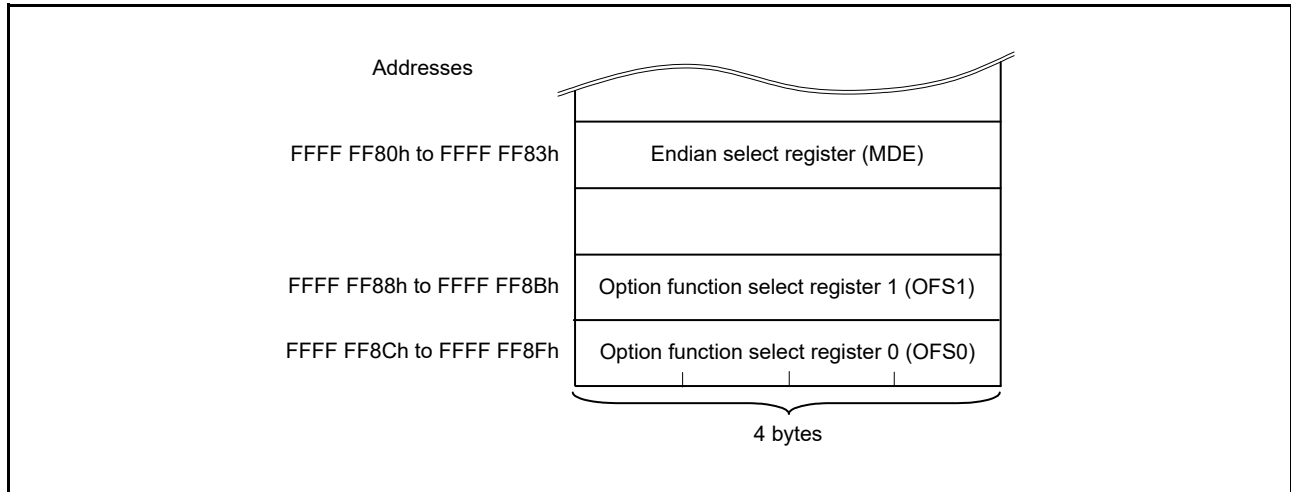 Addresses
FFFF FF80h to FFFF FF83h Endian select register (MDE)
FFFF FF88h to FFFF FF8Bh Option function select register 1 (OFS1)
FFFF FF8Ch to FFFF FF8Fh Option function select register 0 (OFS0)
4 bytes